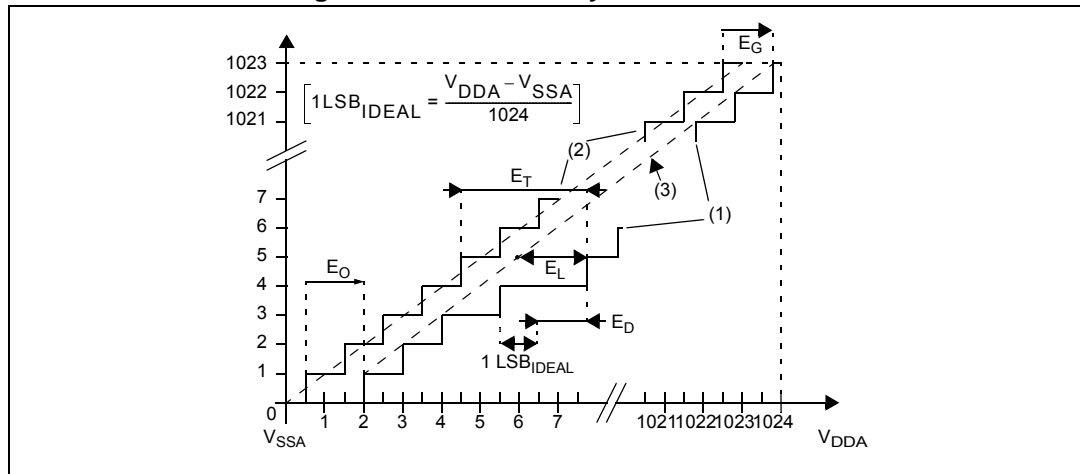 E_G
1023
1022
1021
[1LSB_IDEAL = V_DDA – V_SSA / 1024]
(2)
(3)
(1)
E_T
7
6
5
4
3
2
1
0
E_O
E_L
E_D
1 LSB_IDEAL
1 2 3 4 5 6 7 1021 1022 1023 1024
V_SSA
V_DDA